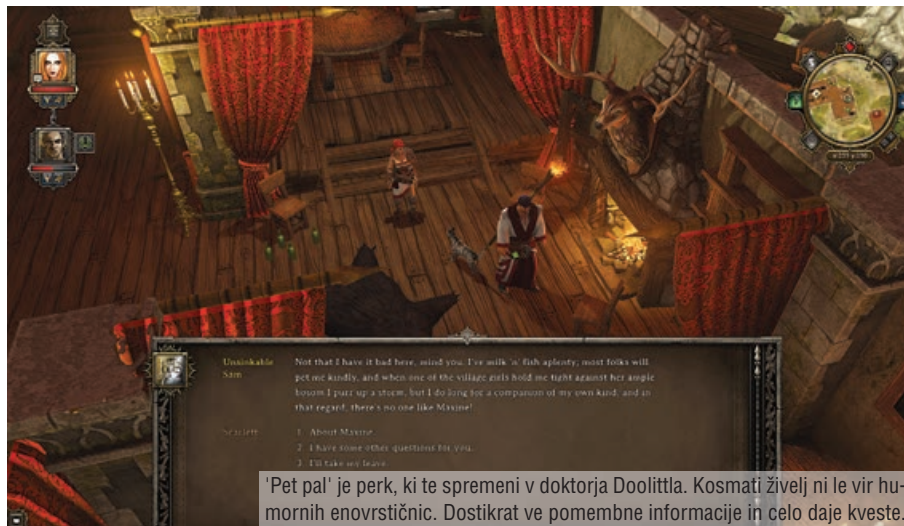 Unsinkable
Sam
Not that I have it bad here, mind you. I've milk 'n' fish aplenty; most folks will
pet me kindly, and when one of the village girls hold me tight against her ample
bosom I purr up a storm, but I do long for a companion of my own kind, and in
that regard, there's no one like Maxine!
Scarlett
1. About Maxine...
2. I have some other questions for you.
3. I'll take my leave.
'Pet pal' je perk, ki te spremeni v doktorja Doolittla. Kosmati živelj ni le vir hu-
mornih enovrstičnic. Dostikrat ve pomembne informacije in celo daje kveste.